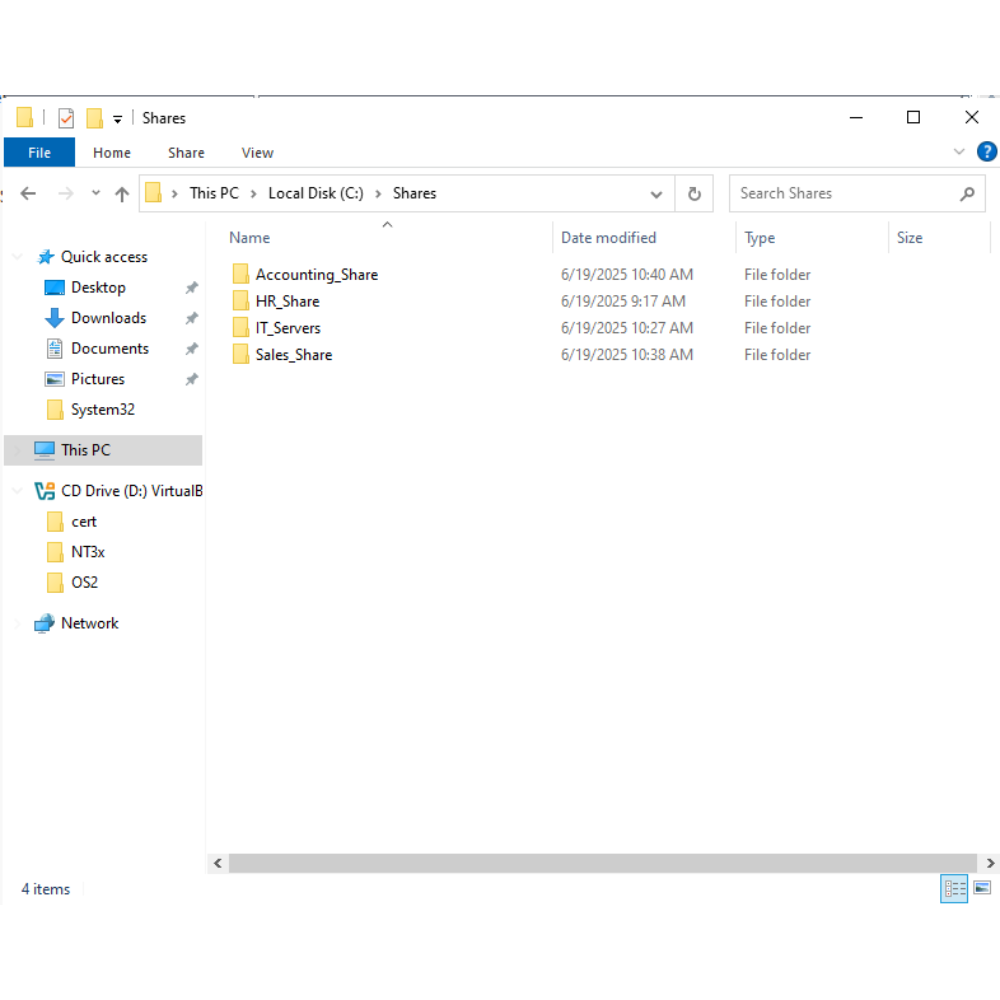 Shares
File Home Share View
This PC Local Disk (C:) Shares
Search Shares
Name Date modified Type Size
Quick access
Desktop
Downloads
Documents
Pictures
System32
This PC
CD Drive (D:) VirtualB
cert
NT3x
OS2
Network
Accounting_Share 6/19/2025 10:40 AM File folder
HR_Share 6/19/2025 9:17 AM File folder
IT_Servers 6/19/2025 10:27 AM File folder
Sales_Share 6/19/2025 10:38 AM File folder
4 items